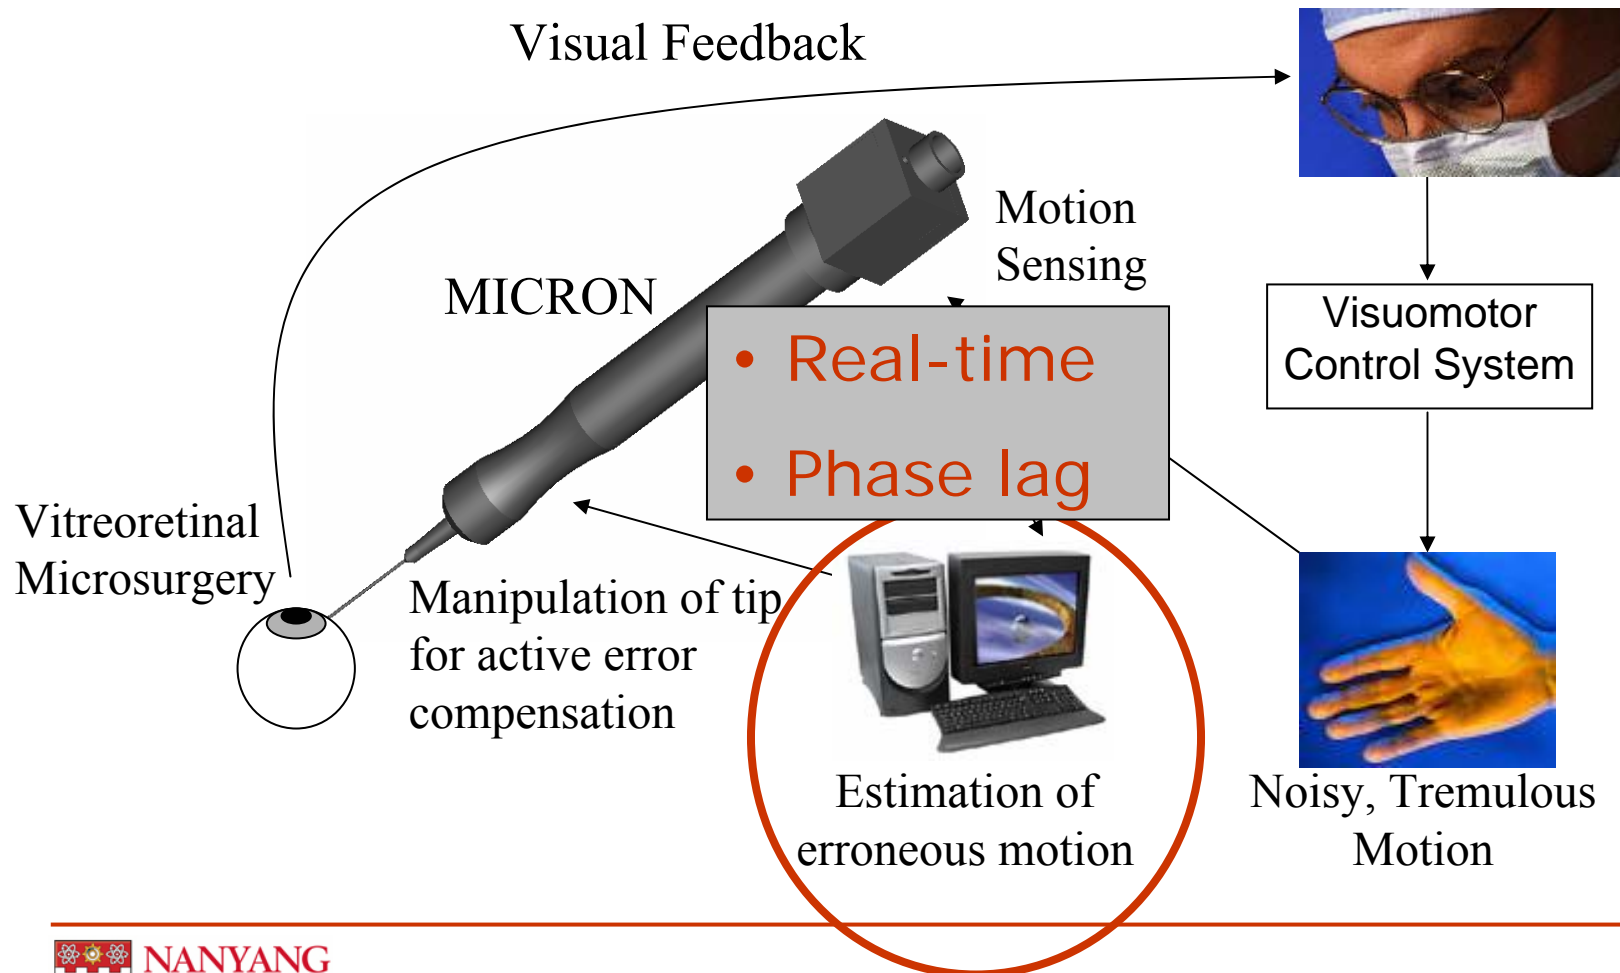 Visual Feedback
Motion
Sensing
MICRON
• Real-time
• Phase lag
Visuomotor
Control System
Vitreoretinal
Microsurgery
Manipulation of tip
for active error
compensation
Estimation of
erroneous motion
Noisy, Tremulous
Motion
NANYANG